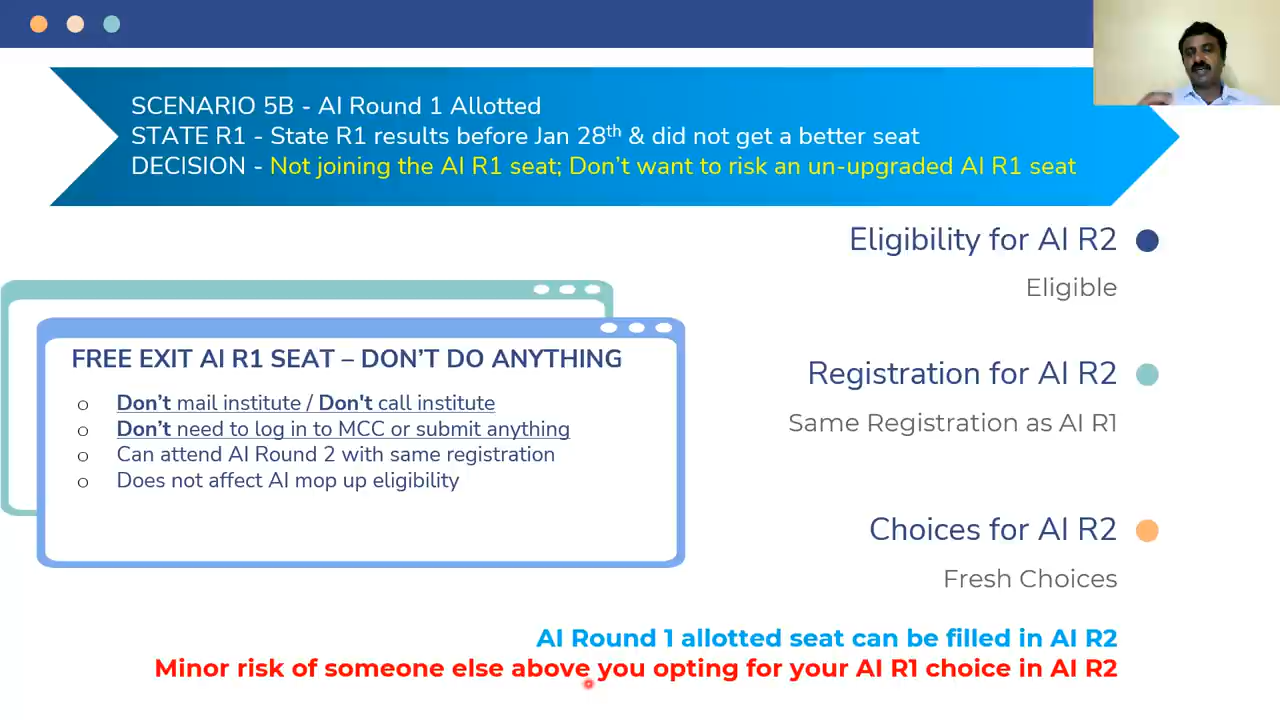 SCENARIO 5B - AI Round 1 Allotted
STATE R1 - State R1 results before Jan 28th & did not get a better seat
DECISION - Not joining the AI R1 seat; Don't want to risk an un-upgraded AI R1 seat
FREE EXIT AI R1 SEAT – DON'T DO ANYTHING
o Don't mail institute / Don't call institute
o Don't need to log in to MCC or submit anything
o Can attend AI Round 2 with same registration
o Does not affect AI mop up eligibility
Eligibility for AI R2
Eligible
Registration for AI R2
Same Registration as AI R1
Choices for AI R2
Fresh Choices
AI Round 1 allotted seat can be filled in AI R2
Minor risk of someone else above you opting for your AI R1 choice in AI R2